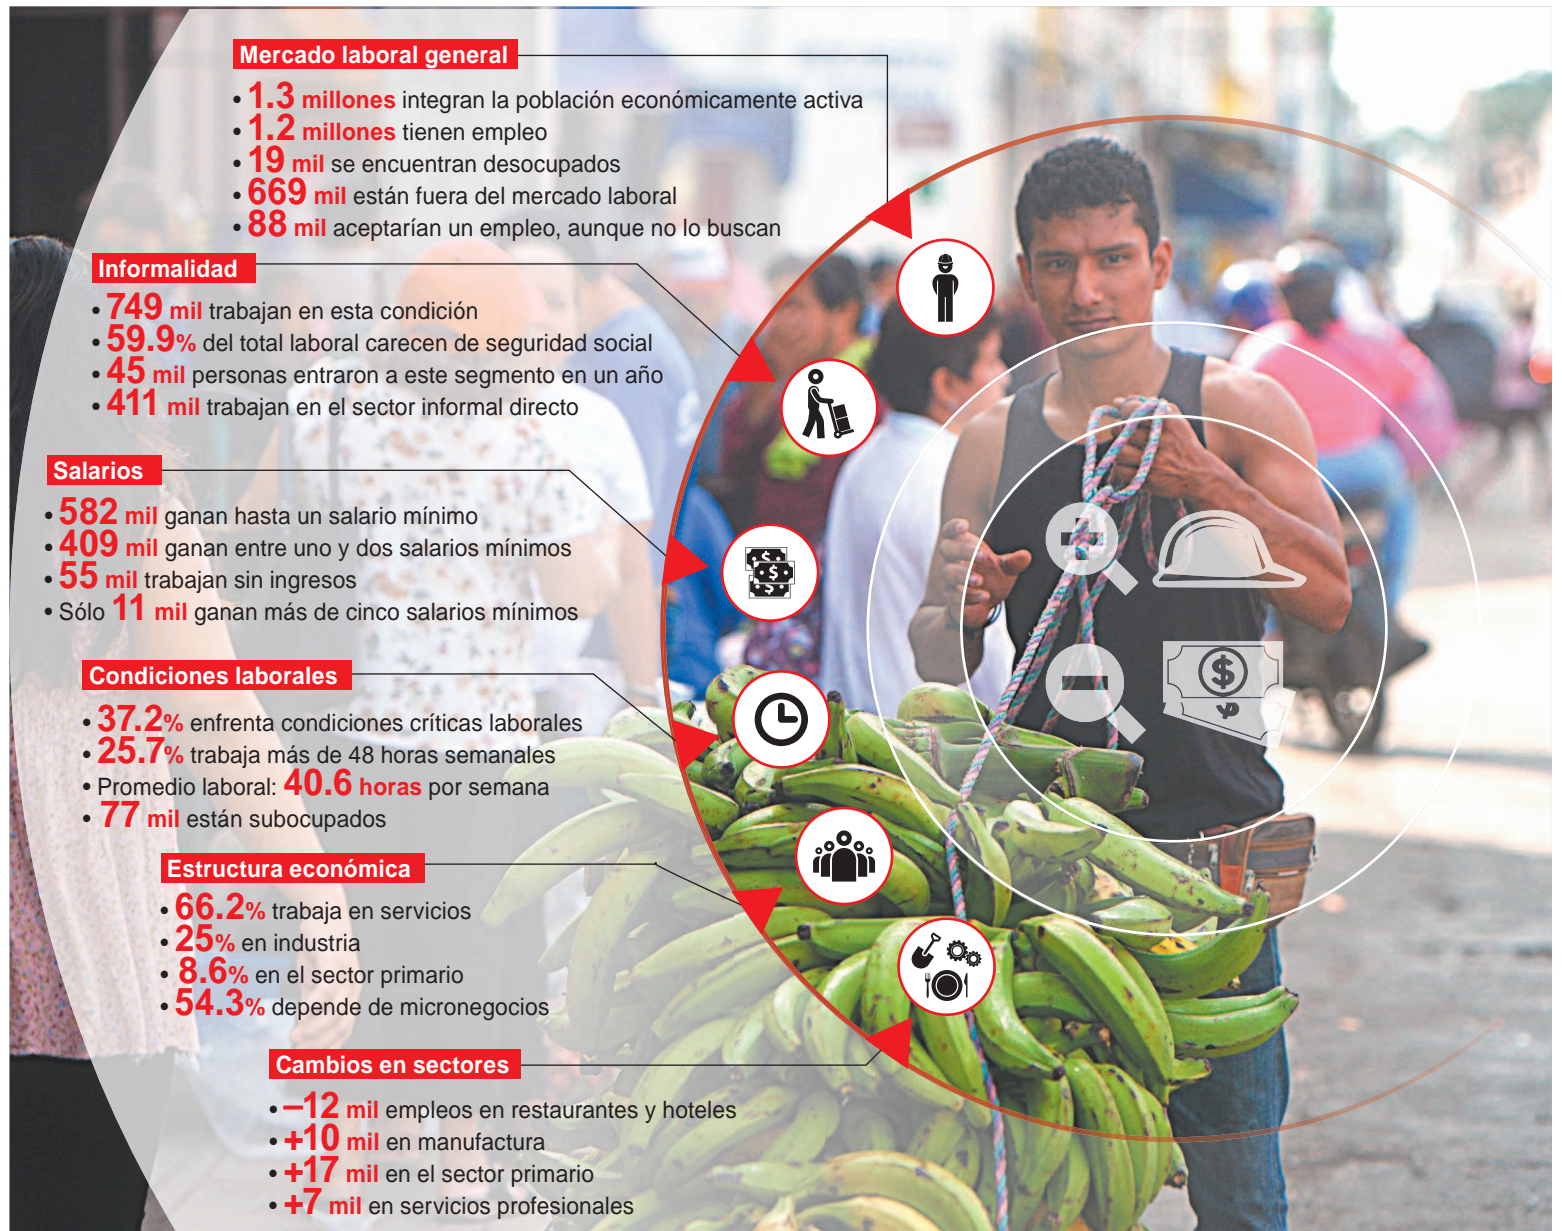 Mercado laboral general
• 1.3 millones integran la población económicamente activa
• 1.2 millones tienen empleo
• 19 mil se encuentran desocupados
• 669 mil están fuera del mercado laboral
• 88 mil aceptarían un empleo, aunque no lo buscan
Informalidad
• 749 mil trabajan en esta condición
• 59.9% del total laboral carecen de seguridad social
• 45 mil personas entraron a este segmento en un año
• 411 mil trabajan en el sector informal directo
Salarios
• 582 mil ganan hasta un salario mínimo
• 409 mil ganan entre uno y dos salarios mínimos
• 55 mil trabajan sin ingresos
• Sólo 11 mil ganan más de cinco salarios mínimos
Condiciones laborales
• 37.2% enfrenta condiciones críticas laborales
• 25.7% trabaja más de 48 horas semanales
• Promedio laboral: 40.6 horas por semana
• 77 mil están subocupados
Estructura económica
• 66.2% trabaja en servicios
• 25% en industria
• 8.6% en el sector primario
• 54.3% depende de micronegocios
Cambios en sectores
• –12 mil empleos en restaurantes y hoteles
• +10 mil en manufactura
• +17 mil en el sector primario
• +7 mil en servicios profesionales